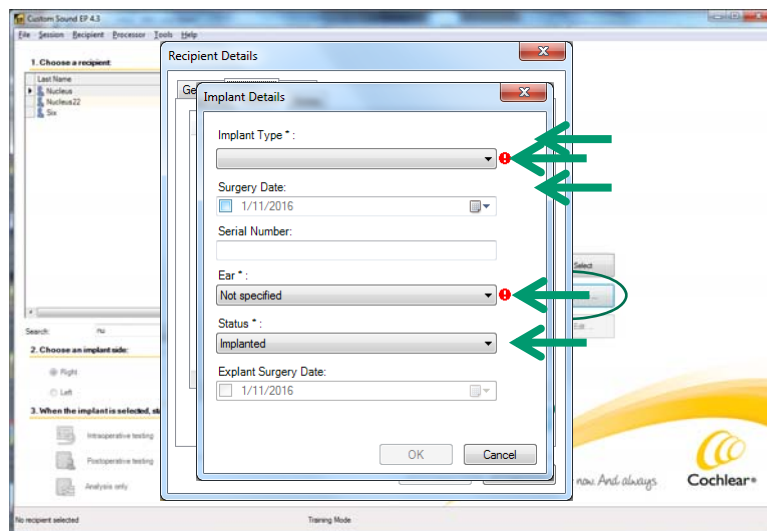 Custom Sound EP 4.3
File Session Recipient Processor Tools Help
1. Choose a recipient:
Last Name
Nucleus
Nucleus22
Six
Search: nu
2. Choose an implant side:
Right
Left
3. When the implant is selected,
Intraoperative testing
Postoperative testing
Analysis only
No recipient selected
Training Mode
Recipient Details
Ge
Implant Details
Implant Type * :
Surgery Date:
1/11/2016
Serial Number:
Ear * :
Not specified
Status * :
Implanted
Explant Surgery Date:
1/11/2016
OK Cancel
Select
...
Edit ...
now. And always
Cochlear